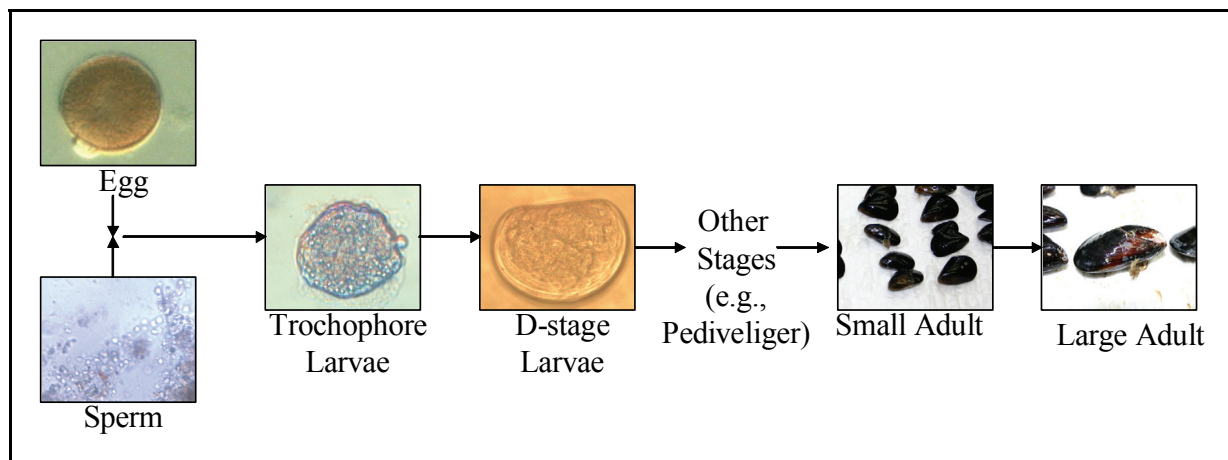 Egg
Sperm
Trochophore
Larvae
D-stage
Larvae
Other
Stages
(e.g.,
Pediveliger)
Small Adult
Large Adult